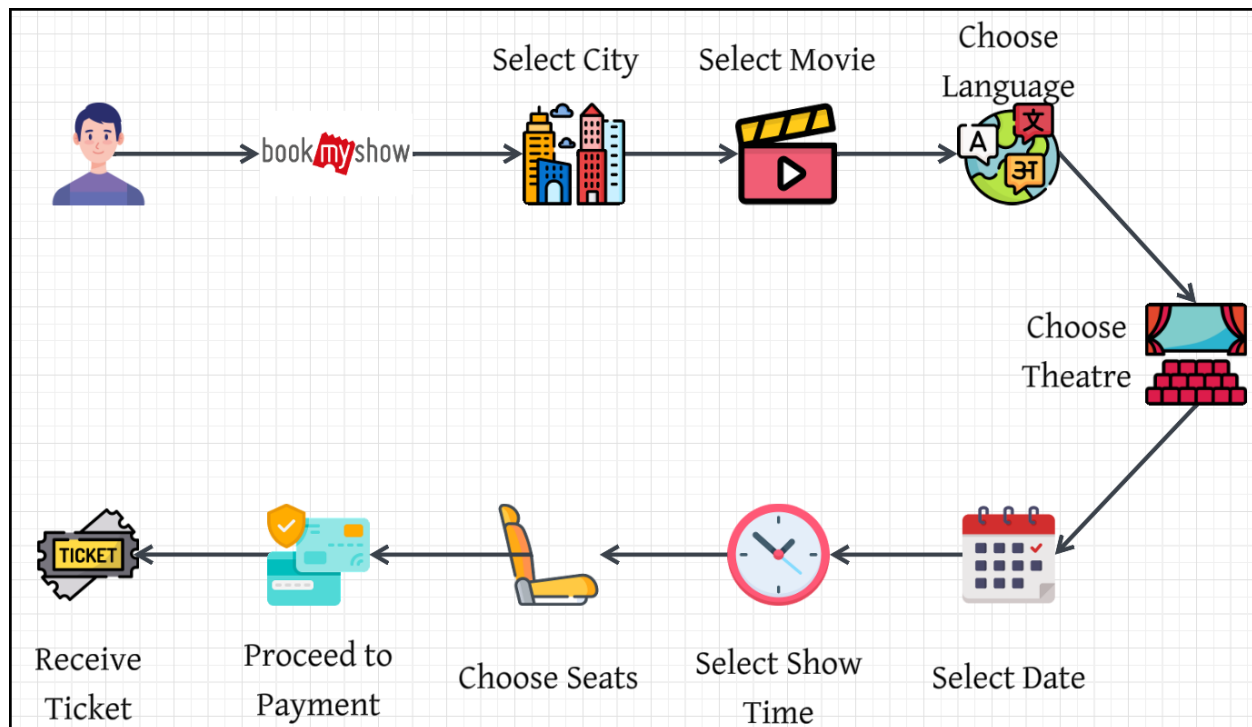 Select City
Select Movie
Choose
Language
bookmyshow
A
文
अ
Choose
Theatre
TICKET
Receive
Ticket
Proceed to
Payment
Choose Seats
Select Show
Time
Select Date